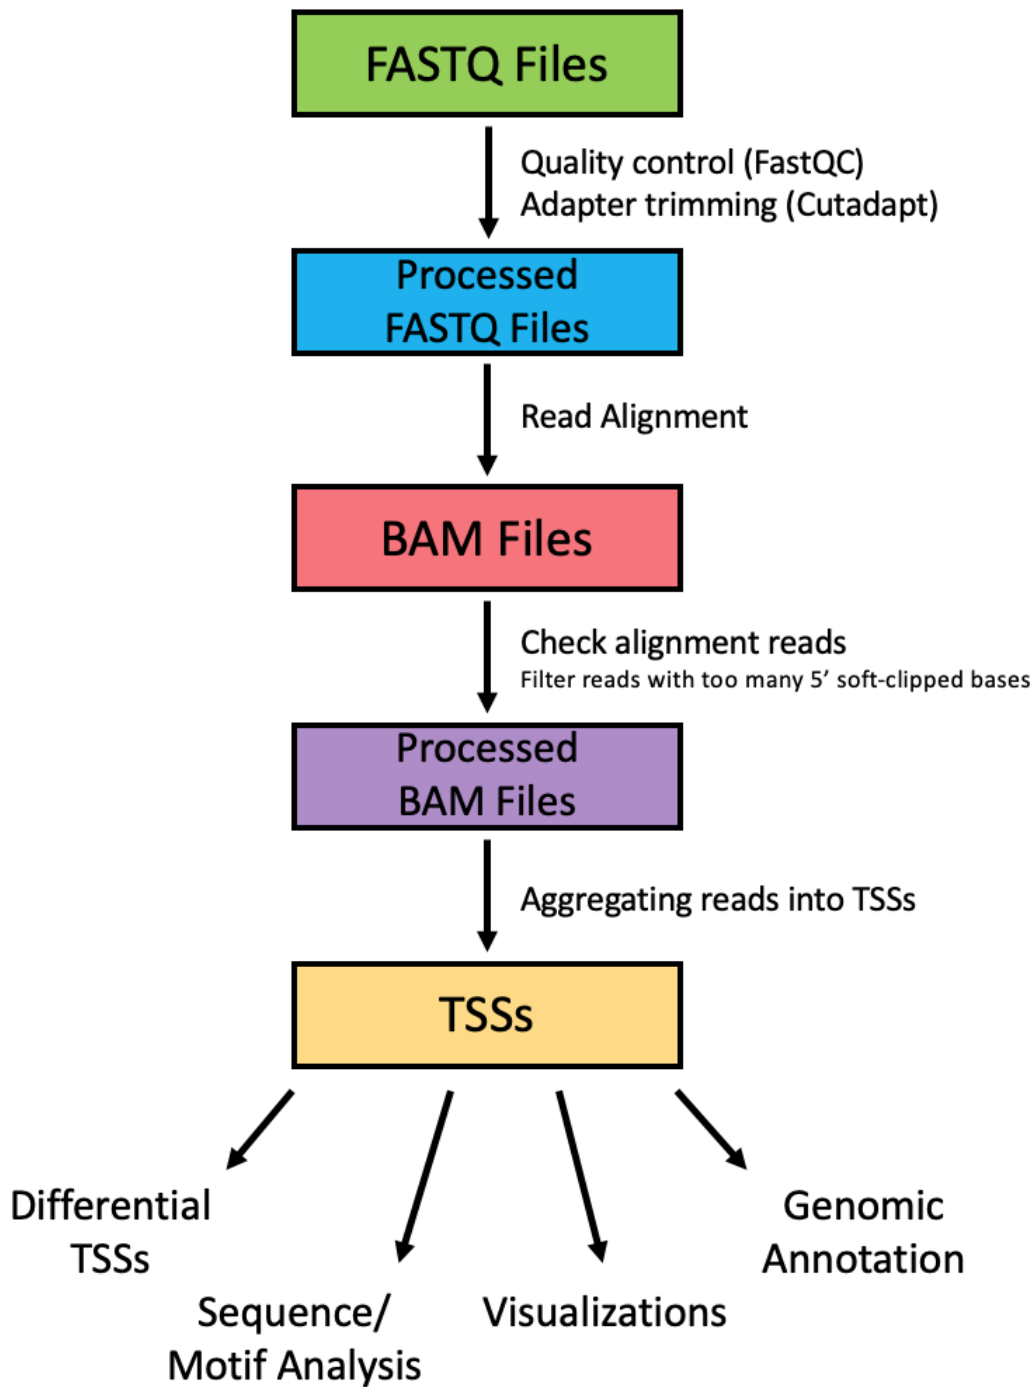 FASTQ Files
Quality control (FastQC)
Adapter trimming (Cutadapt)
Processed
FASTQ Files
Read Alignment
BAM Files
Check alignment reads
Filter reads with too many 5’ soft-clipped bases
Processed
BAM Files
Aggregating reads into TSSs
TSSs
Differential
TSSs
Sequence/
Motif Analysis
Visualizations
Genomic
Annotation